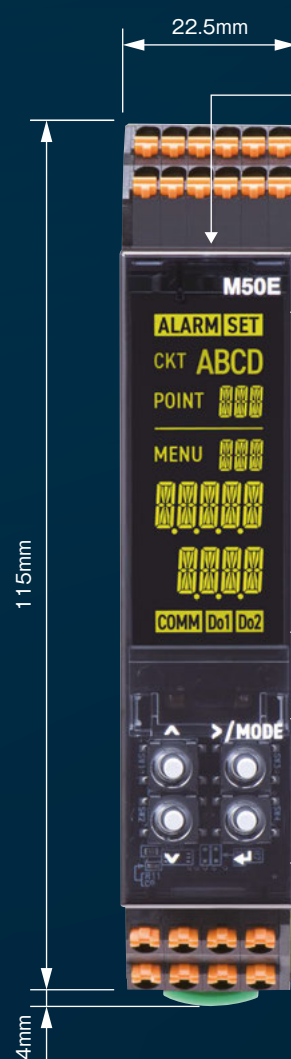 22.5mm
M50E
ALARM SET
CKT ABCD
POINT
MENU
COMM Do1 Do2
115mm
^ >/MODE
4mm